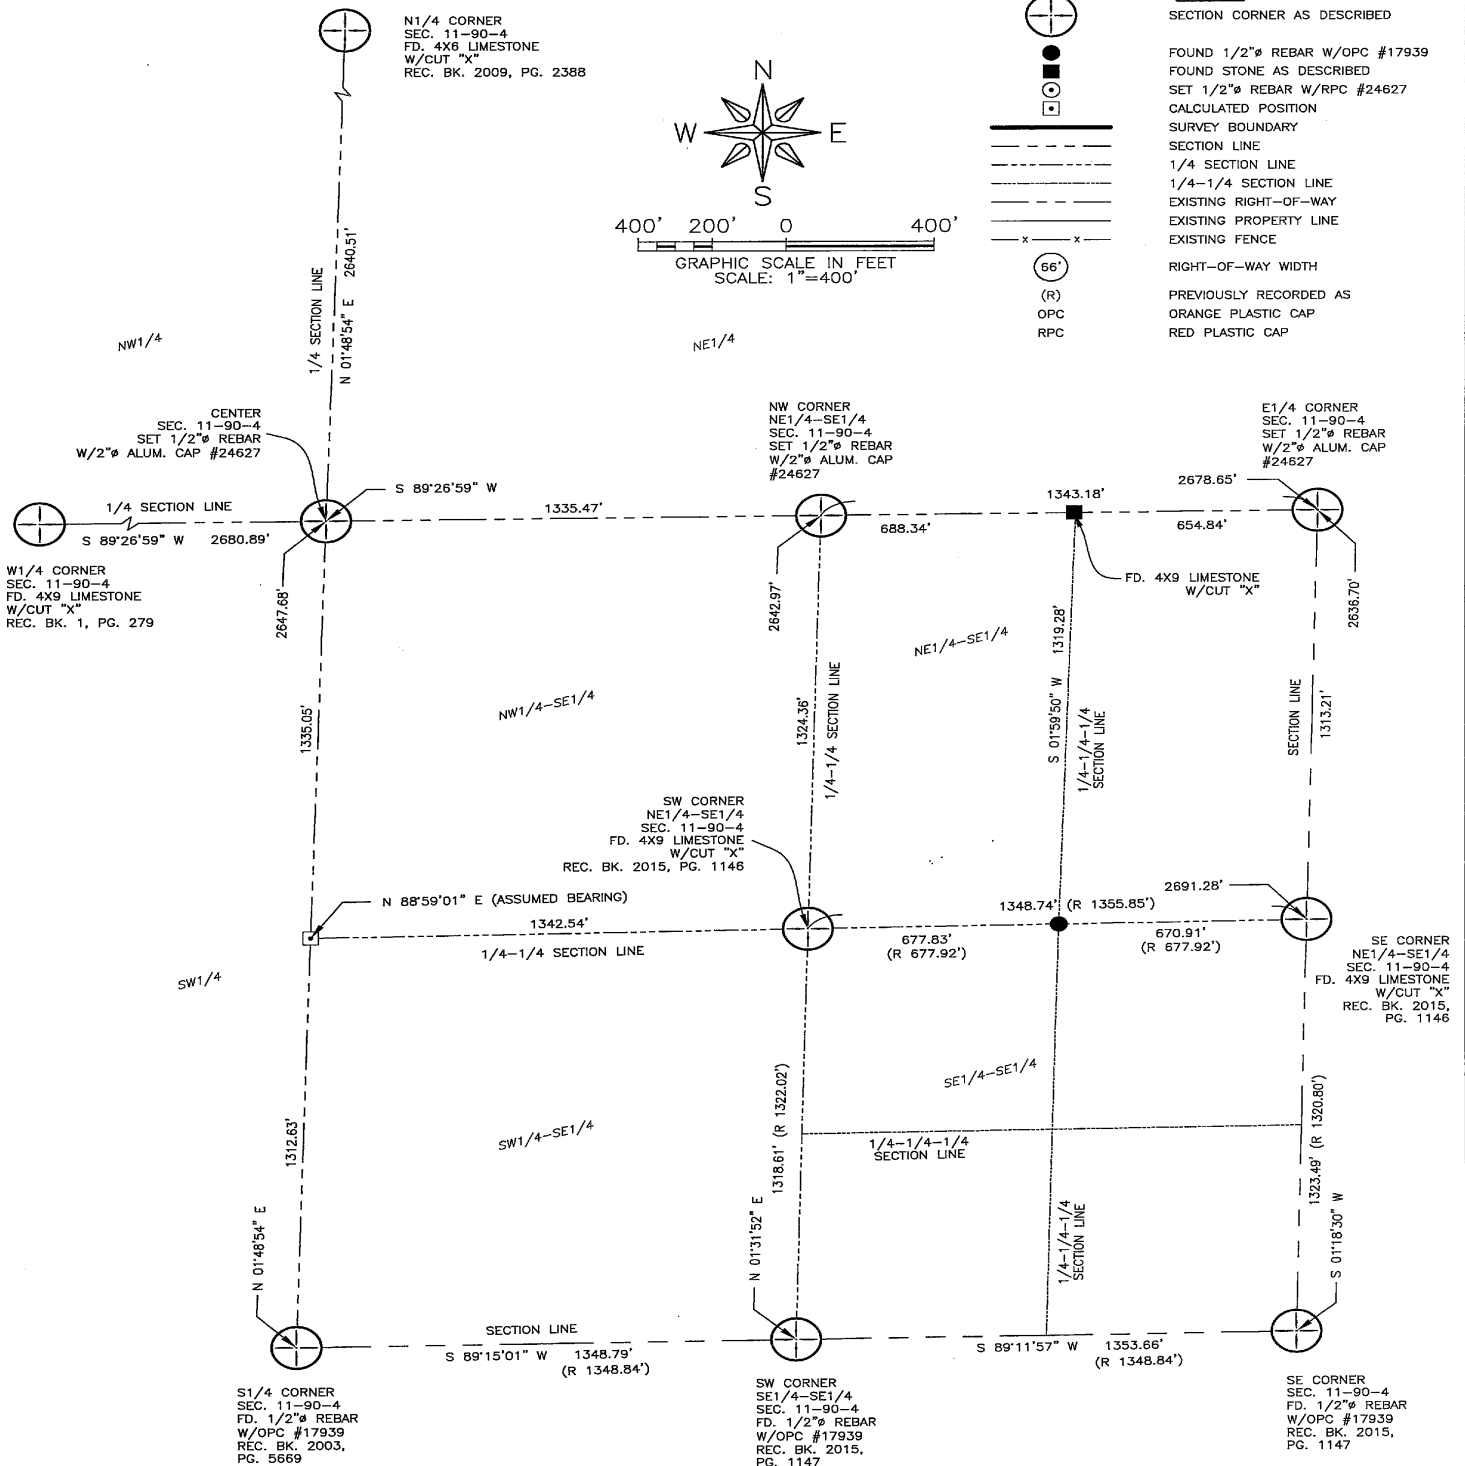 N1/4 CORNER
SEC. 11-90-4
FD. 4X6 LIMESTONE
W/CUT "X"
REC. BK. 2009, PG. 2388
N
W
E
S
400' 200' 0 400'
GRAPHIC SCALE IN FEET
SCALE: 1"=400'
SECTION CORNER AS DESCRIBED
FOUND 1/2"ø REBAR W/OPC #17939
FOUND STONE AS DESCRIBED
SET 1/2"ø REBAR W/RPC #24627
CALCULATED POSITION
SURVEY BOUNDARY
SECTION LINE
1/4 SECTION LINE
1/4-1/4 SECTION LINE
EXISTING RIGHT-OF-WAY
EXISTING PROPERTY LINE
x x EXISTING FENCE
66' RIGHT-OF-WAY WIDTH
(R) PREVIOUSLY RECORDED AS
OPC ORANGE PLASTIC CAP
RPC RED PLASTIC CAP
1/4 SECTION LINE
N 01°48'54" E 2640.51'
NW1/4
NE1/4
CENTER
SEC. 11-90-4
SET 1/2"ø REBAR
W/2"ø ALUM. CAP #24627
NW CORNER
NE1/4-SE1/4
SEC. 11-90-4
SET 1/2"ø REBAR
W/2"ø ALUM. CAP
#24627
E1/4 CORNER
SEC. 11-90-4
SET 1/2"ø REBAR
W/2"ø ALUM. CAP
#24627
S 89°26'59" W
1/4 SECTION LINE
S 89°26'59" W 2680.89'
1335.47'
688.34'
1343.18'
2678.65'
654.84'
W1/4 CORNER
SEC. 11-90-4
FD. 4X9 LIMESTONE
W/CUT "X"
REC. BK. 1, PG. 279
2647.68'
2642.97'
FD. 4X9 LIMESTONE
W/CUT "X"
2636.70'
NW1/4-SE1/4
NE1/4-SE1/4
1335.05'
1324.36'
1/4-1/4 SECTION LINE
S 01°59'50" W 1319.28'
1/4-1/4-1/4
SECTION LINE
SECTION LINE
1313.21'
SW CORNER
NE1/4-SE1/4
SEC. 11-90-4
FD. 4X9 LIMESTONE
W/CUT "X"
REC. BK. 2015, PG. 1146
N 88°59'01" E (ASSUMED BEARING)
1342.54'
1/4-1/4 SECTION LINE
1348.74' (R 1355.85')
2691.28'
677.83'
(R 677.92')
670.91'
(R 677.92')
SE CORNER
NE1/4-SE1/4
SEC. 11-90-4
FD. 4X9 LIMESTONE
W/CUT "X"
REC. BK. 2015,
PG. 1146
SW1/4
SW1/4-SE1/4
SE1/4-SE1/4
1312.63'
1318.61' (R 1322.02')
1/4-1/4-1/4
SECTION LINE
1323.49' (R 1320.80')
N 01°48'54" E
N 01°31'52" E
1/4-1/4-1/4
SECTION LINE
S 01°18'30" W
SECTION LINE
S 89°15'01" W 1348.79'
(R 1348.84')
S 89°11'57" W 1353.66'
(R 1348.84')
S1/4 CORNER
SEC. 11-90-4
FD. 1/2"ø REBAR
W/OPC #17939
REC. BK. 2003,
PG. 5669
SW CORNER
SE1/4-SE1/4
SEC. 11-90-4
FD. 1/2"ø REBAR
W/OPC #17939
REC. BK. 2015,
PG. 1147
SE CORNER
SEC. 11-90-4
FD. 1/2"ø REBAR
W/OPC #17939
REC. BK. 2015,
PG. 1147